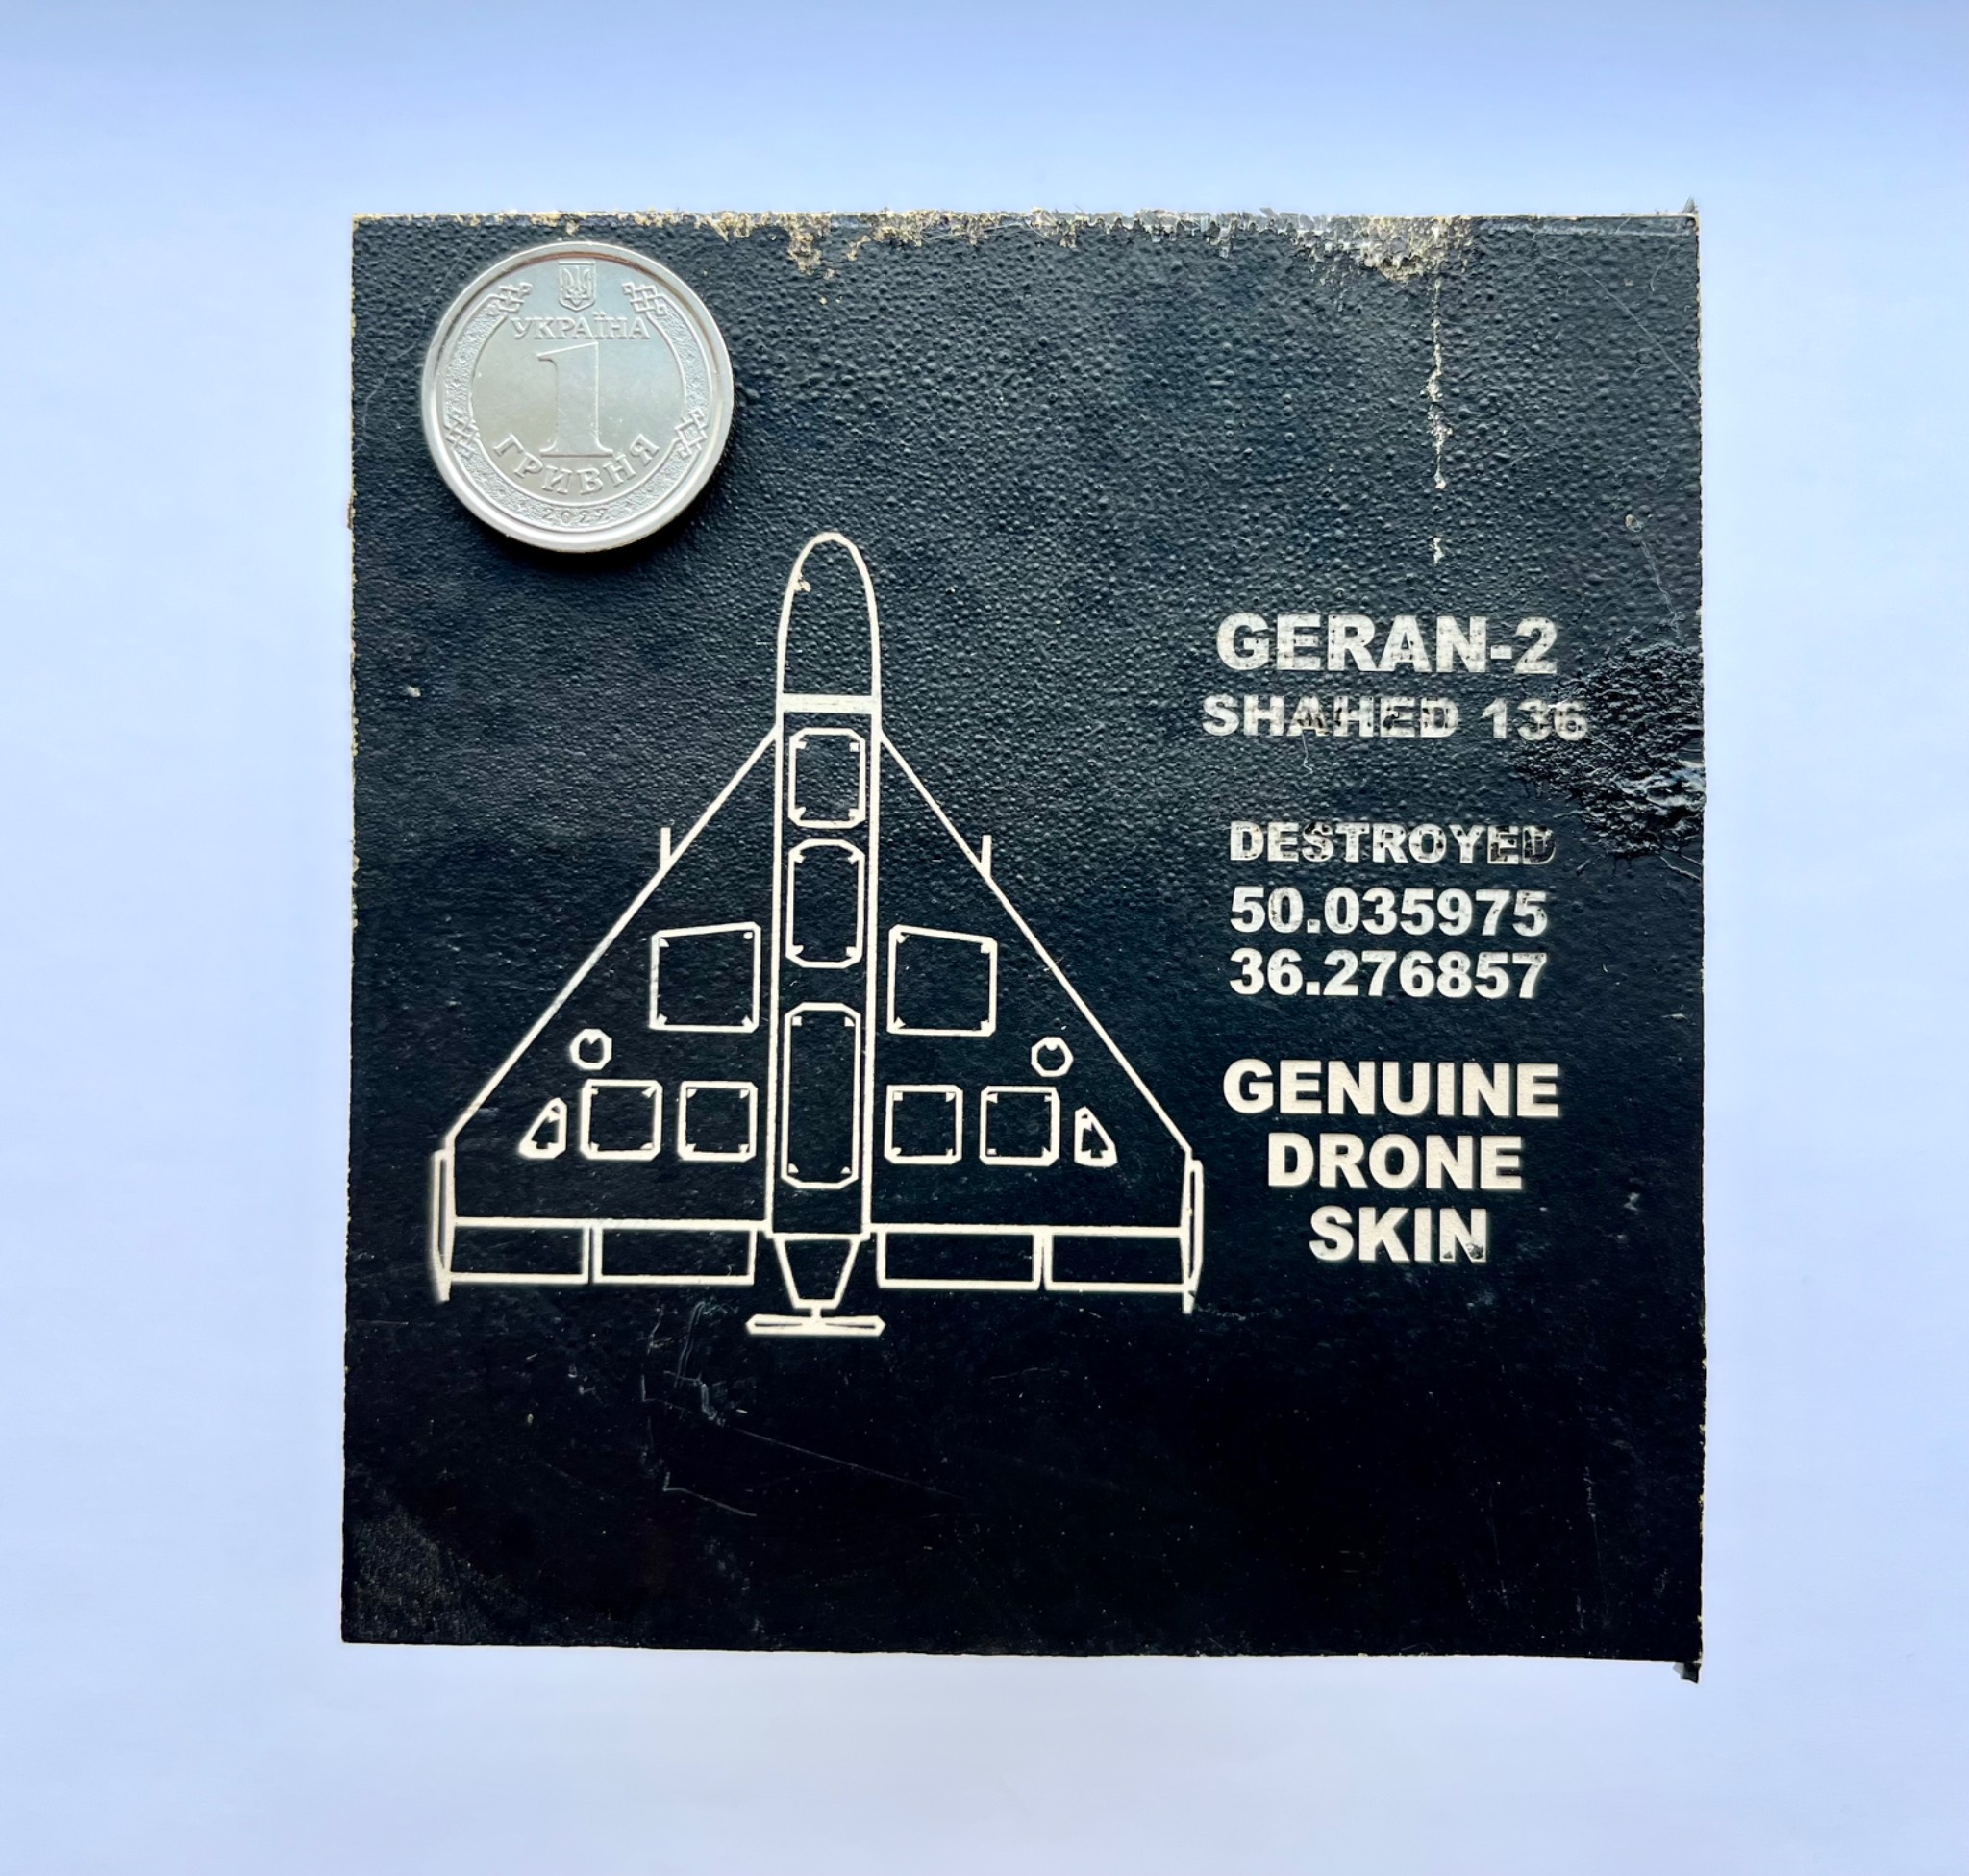 УКРАЇНА
1
ГРИВНЯ
2022
GERAN-2
SHAHED 136
DESTROYED
50.035975
36.276857
GENUINE
DRONE
SKIN